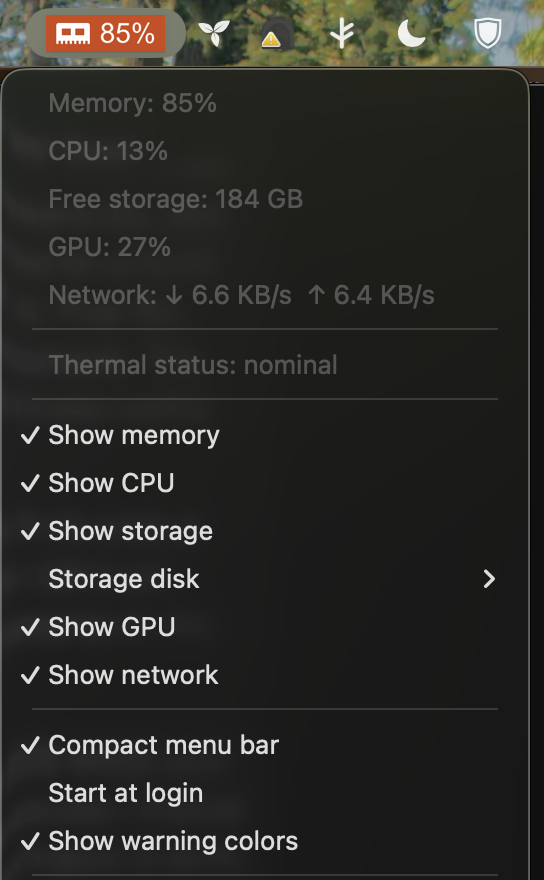 85%
Memory: 85%
CPU: 13%
Free storage: 184 GB
GPU: 27%
Network: ↓ 6.6 KB/s ↑ 6.4 KB/s
Thermal status: nominal
✓ Show memory
✓ Show CPU
✓ Show storage
Storage disk
✓ Show GPU
✓ Show network
✓ Compact menu bar
Start at login
✓ Show warning colors